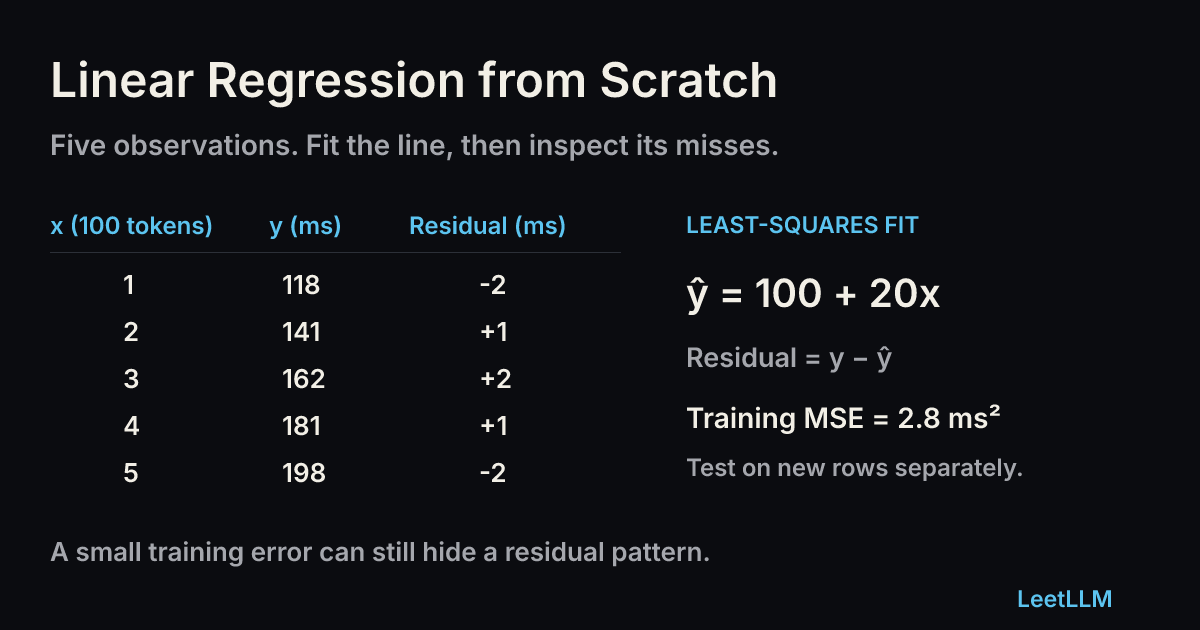 Linear Regression from Scratch
Five observations. Fit the line, then inspect its misses.
x (100 tokens) y (ms) Residual (ms)
1 118 -2
2 141 +1
3 162 +2
4 181 +1
5 198 -2
LEAST-SQUARES FIT
ŷ = 100 + 20x
Residual = y − ŷ
Training MSE = 2.8 ms²
Test on new rows separately.
A small training error can still hide a residual pattern.
LeetLLM